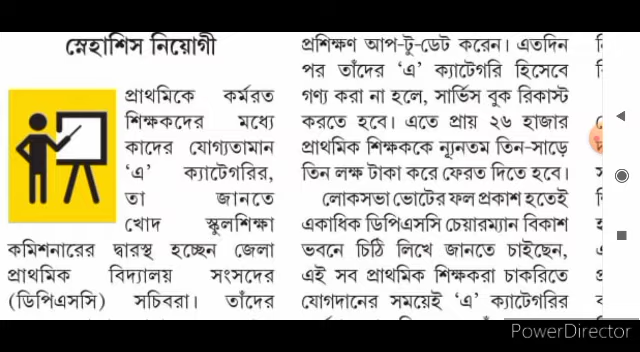 স্নেহাশিস নিয়োগী
প্রাথমিকে কর্মরত
শিক্ষকদের মধ্যে
কাদের যোগ্যতামান
‘এ’ ক্যাটেগরির,
তা জানতে
খোদ স্কুলশিক্ষা
কমিশনারের দ্বারস্থ হচ্ছেন জেলা
প্রাথমিক বিদ্যালয় সংসদের
(ডিপিএসসি) সচিবরা। তাঁদের
প্রশিক্ষণ আপ-টু-ডেট করেন। এতদিন
পর তাঁদের ‘এ’ ক্যাটেগরি হিসেবে
গণ্য করা না হলে, সার্ভিস বুক রিকাস্ট
করতে হবে। এতে প্রায় ২৬ হাজার
প্রাথমিক শিক্ষককে ন্যূনতম তিন-সাড়ে
তিন লক্ষ টাকা করে ফেরত দিতে হবে।
লোকসভা ভোটের ফল প্রকাশ হতেই
একাধিক ডিপিএসসি চেয়ারম্যান বিকাশ
ভবনে চিঠি লিখে জানতে চাইছেন,
এই সব প্রাথমিক শিক্ষকরা চাকরিতে
যোগদানের সময়েই ‘এ’ ক্যাটেগরির
PowerDirector